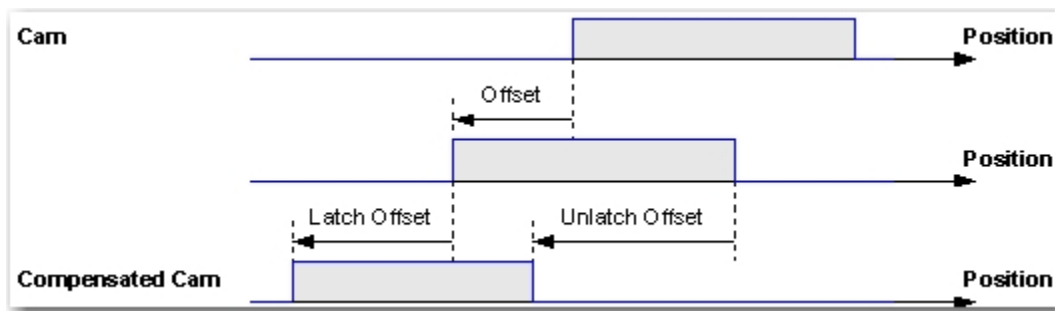 Cam
Position
Offset
Position
Latch Offset
Unlatch Offset
Compensated Cam
Position